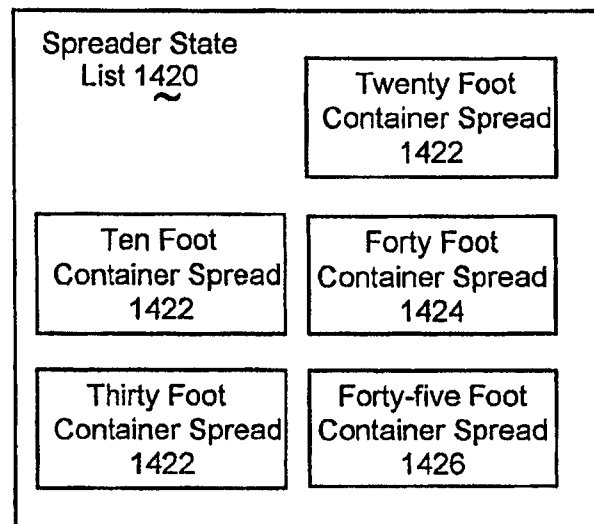 Spreader State
List 1420
Twenty Foot
Container Spread
1422
Ten Foot
Container Spread
1422
Forty Foot
Container Spread
1424
Thirty Foot
Container Spread
1422
Forty-five Foot
Container Spread
1426